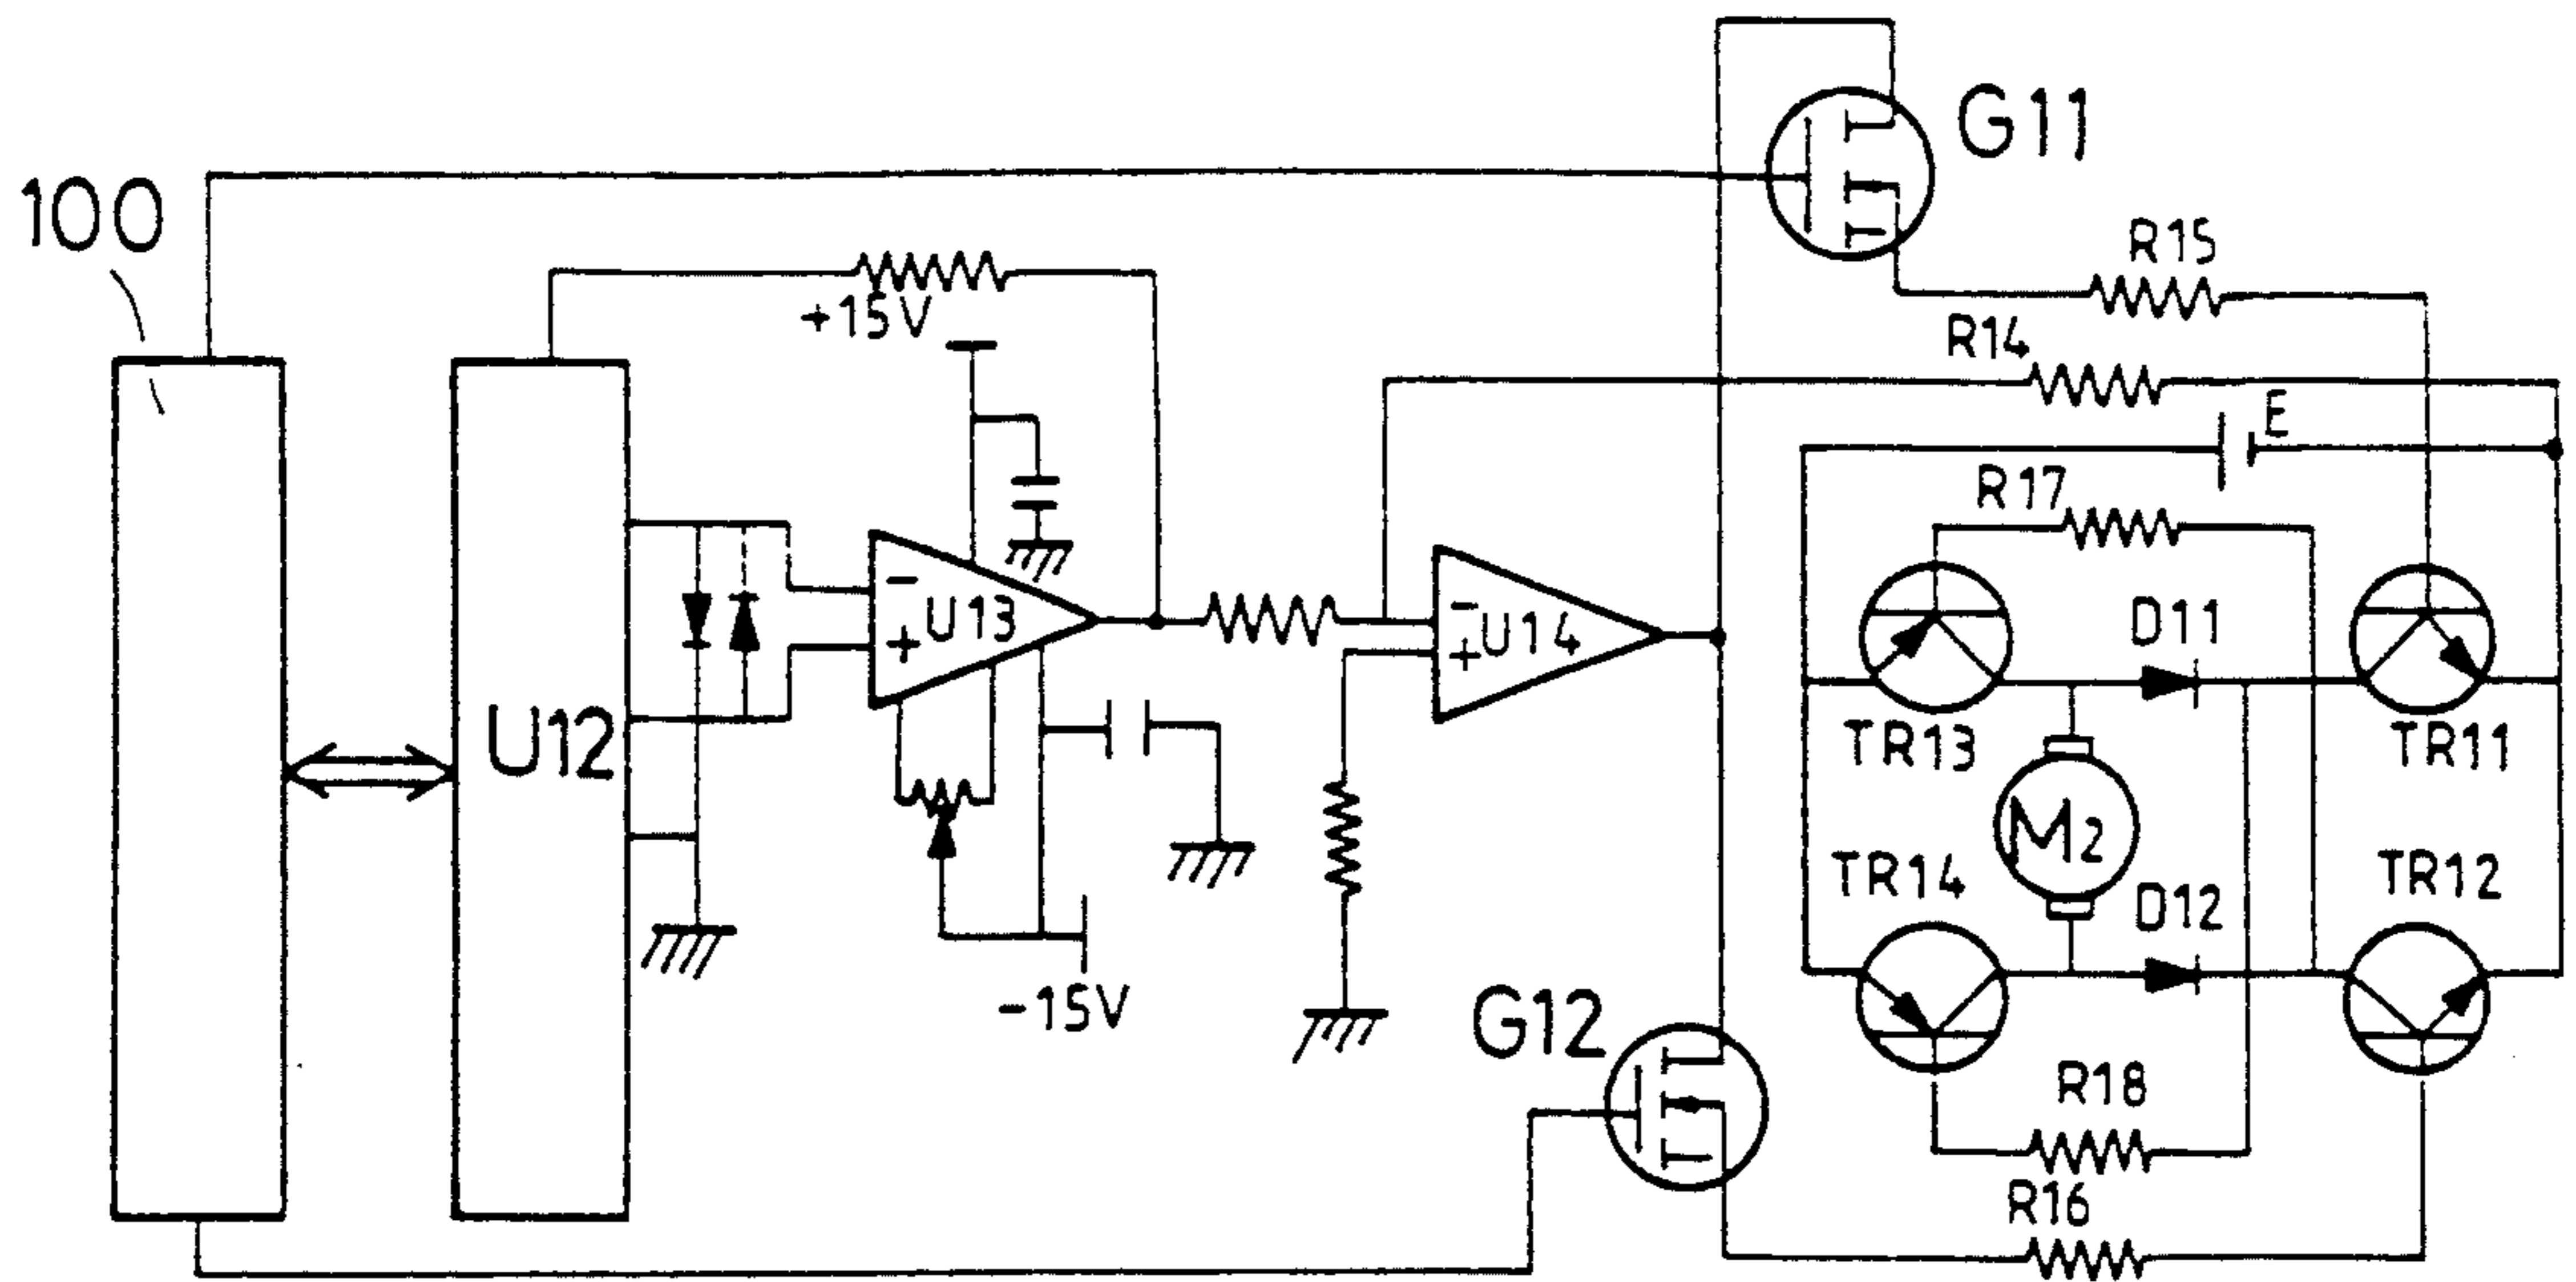 G11
100
R15
+15V
R14
E
R17
-
U13
+
-
U14
+
D11
U12
TR13
TR11
M2
TR14
D12
TR12
-15V
G12
R18
R16